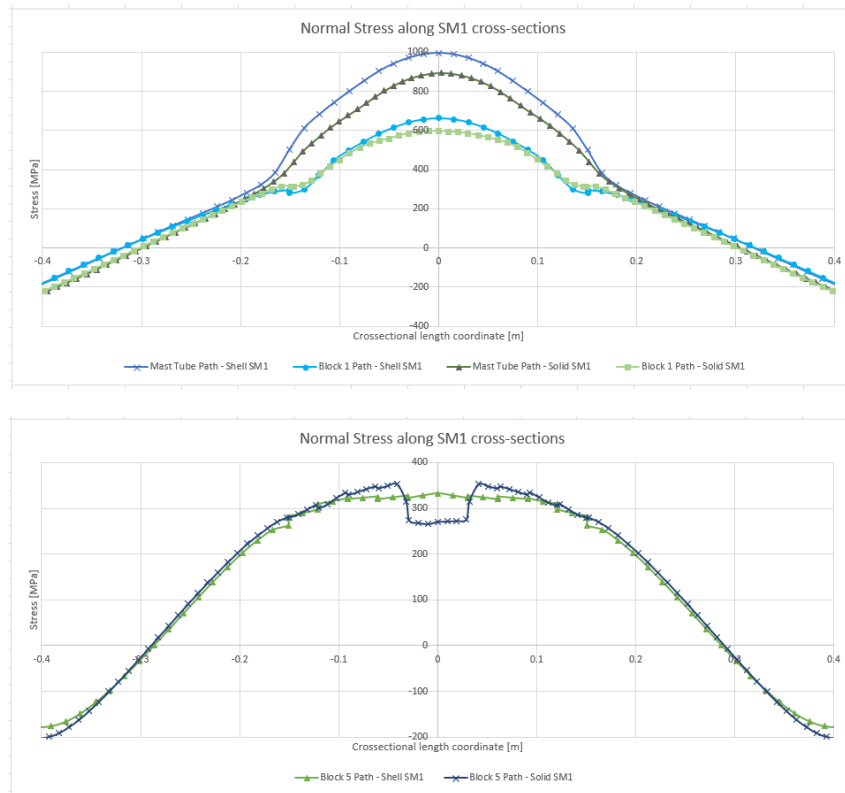 Normal Stress along SM1 cross-sections
1000
800
600
400
200
0
-0.4 -0.3 -0.2 -0.1 0 0.1 0.2 0.3 0.4
-200
-400
Stress [MPa]
Crossectional length coordinate [m]
Mast Tube Path - Shell SM1 Block 1 Path - Shell SM1 Mast Tube Path - Solid SM1 Block 1 Path - Solid SM1
Normal Stress along SM1 cross-sections
400
300
200
100
0
-0.4 -0.3 -0.2 -0.1 0 0.1 0.2 0.3 0.4
-100
-200
Stress [MPa]
Crossectional length coordinate [m]
Block 5 Path - Shell SM1 Block 5 Path - Solid SM1